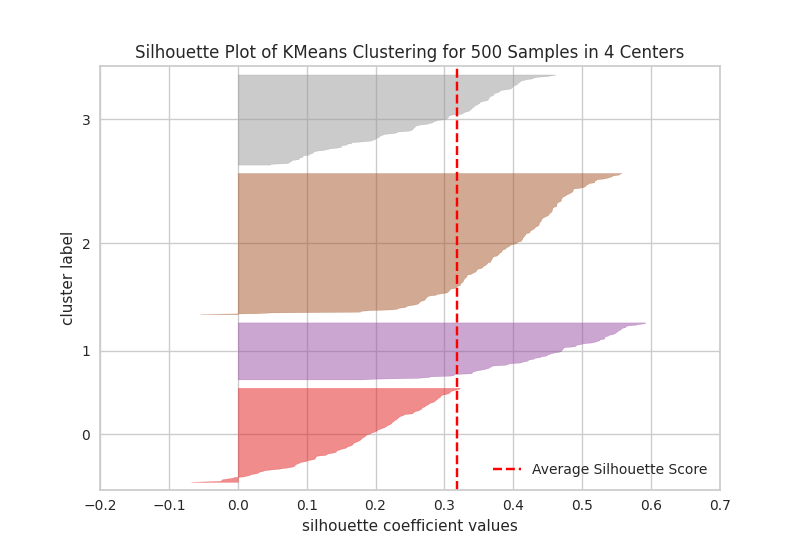 Silhouette Plot of KMeans Clustering for 500 Samples in 4 Centers
3
2
1
0
cluster label
Average Silhouette Score
−0.2 −0.1 0.0 0.1 0.2 0.3 0.4 0.5 0.6 0.7
silhouette coefficient values